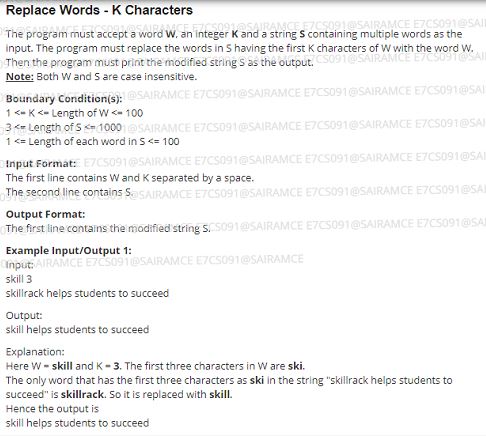 Replace Words - K Characters
The program must accept a word W, an integer K and a string S containing multiple words as the
input. The program must replace the words in S having the first K characters of W with the word W.
Then the program must print the modified string S as the output.
Note: Both W and S are case insensitive.
Boundary Condition(s):
1 <= K <= Length of W <= 100
3 <= Length of S <= 1000
1 <= Length of each word in S <= 100
Input Format:
The first line contains W and K separated by a space.
The second line contains S.
Output Format:
The first line contains the modified string S.
Example Input/Output 1:
Input:
skill 3
skillrack helps students to succeed
Output:
skill helps students to succeed
Explanation:
Here W = skill and K = 3. The first three characters in W are ski.
The only word that has the first three characters as ski in the string "skillrack helps students to
succeed" is skillrack. So it is replaced with skill.
Hence the output is
skill helps students to succeed